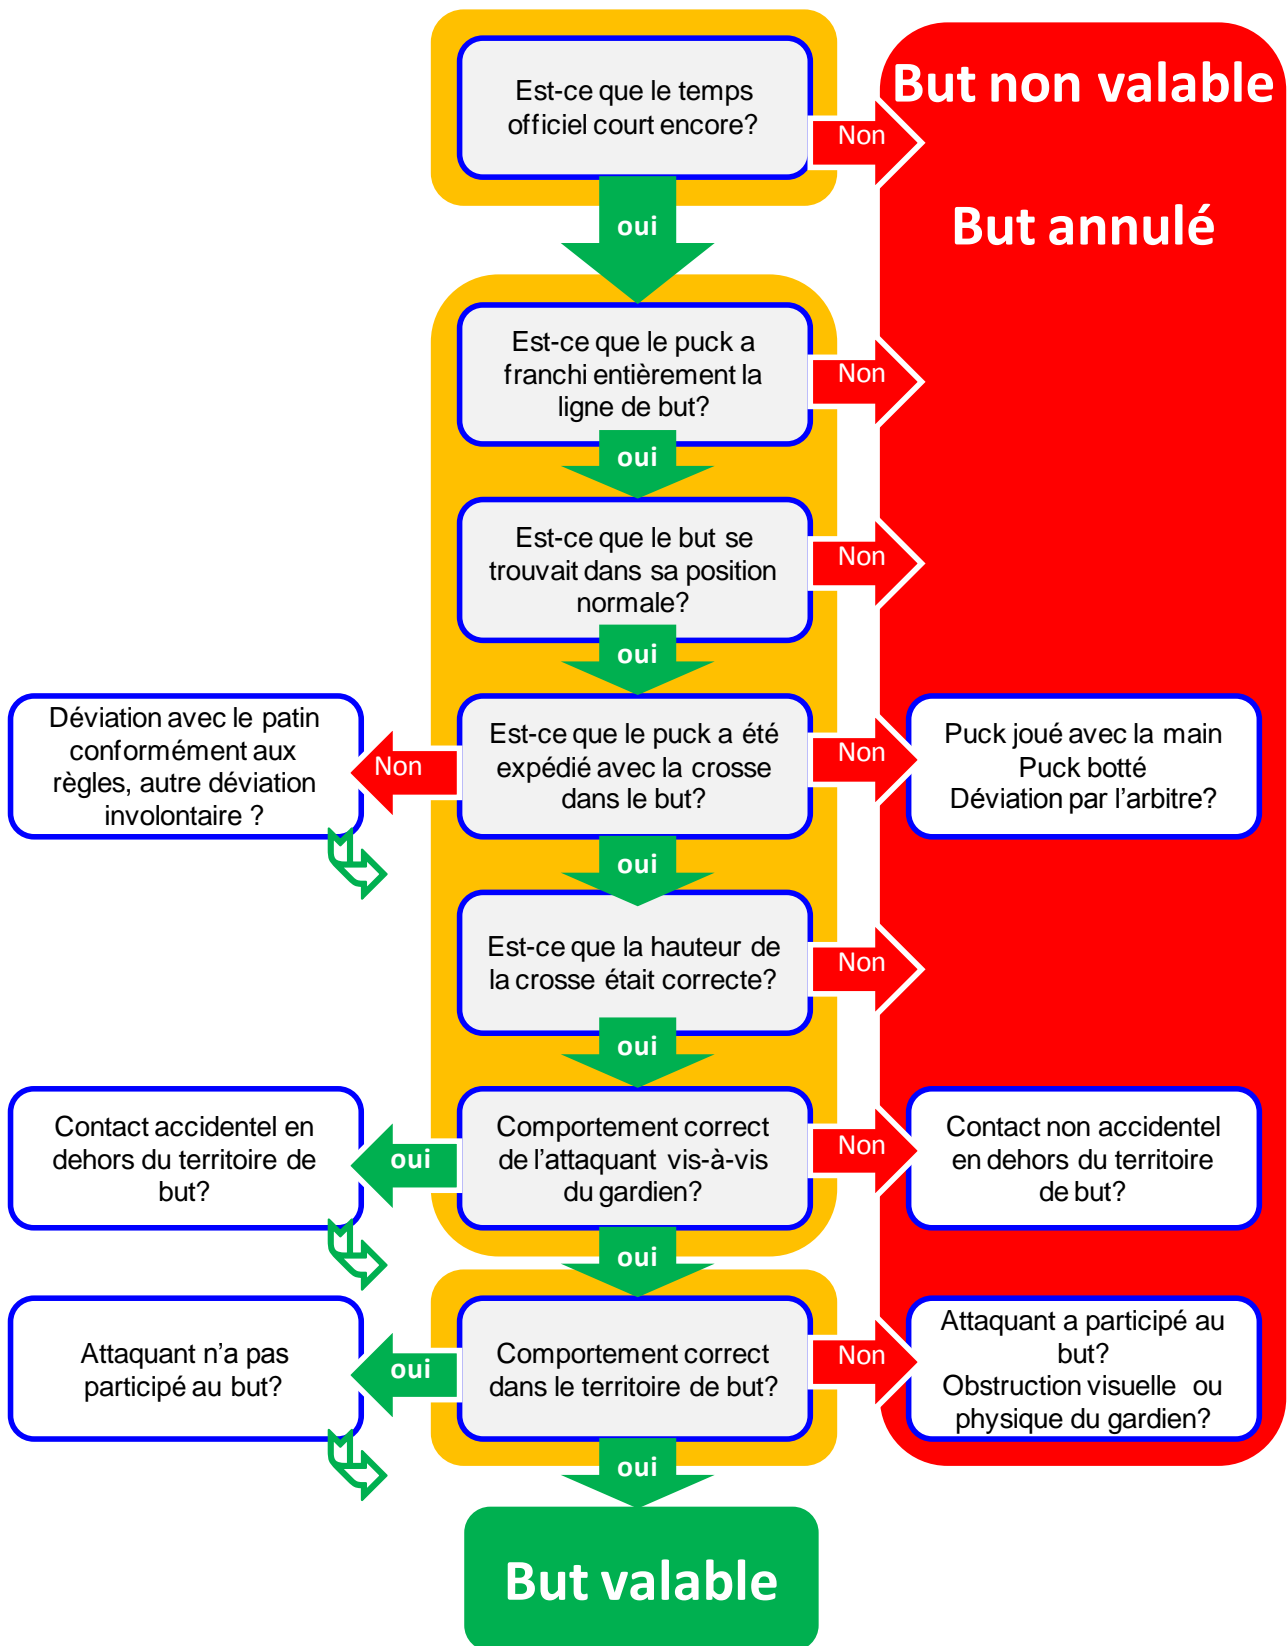 Est-ce que le temps
officiel court encore?
Non
But non valable
But annulé
oui
Est-ce que le puck a
franchi entièrement la
ligne de but?
Non
oui
Est-ce que le but se
trouvait dans sa position
normale?
Non
oui
Déviation avec le patin
conformément aux
règles, autre déviation
involontaire ?
Non
Est-ce que le puck a été
expédié avec la crosse
dans le but?
Non
Puck joué avec la main
Puck botté
Déviation par l'arbitre?
oui
Est-ce que la hauteur de
la crosse était correcte?
Non
oui
Contact accidentel en
dehors du territoire de
but?
oui
Comportement correct
de l'attaquant vis-à-vis
du gardien?
Non
Contact non accidentel
en dehors du territoire
de but?
oui
Attaquant n'a pas
participé au but?
oui
Comportement correct
dans le territoire de but?
Non
Attaquant a participé au
but?
Obstruction visuelle ou
physique du gardien?
oui
But valable